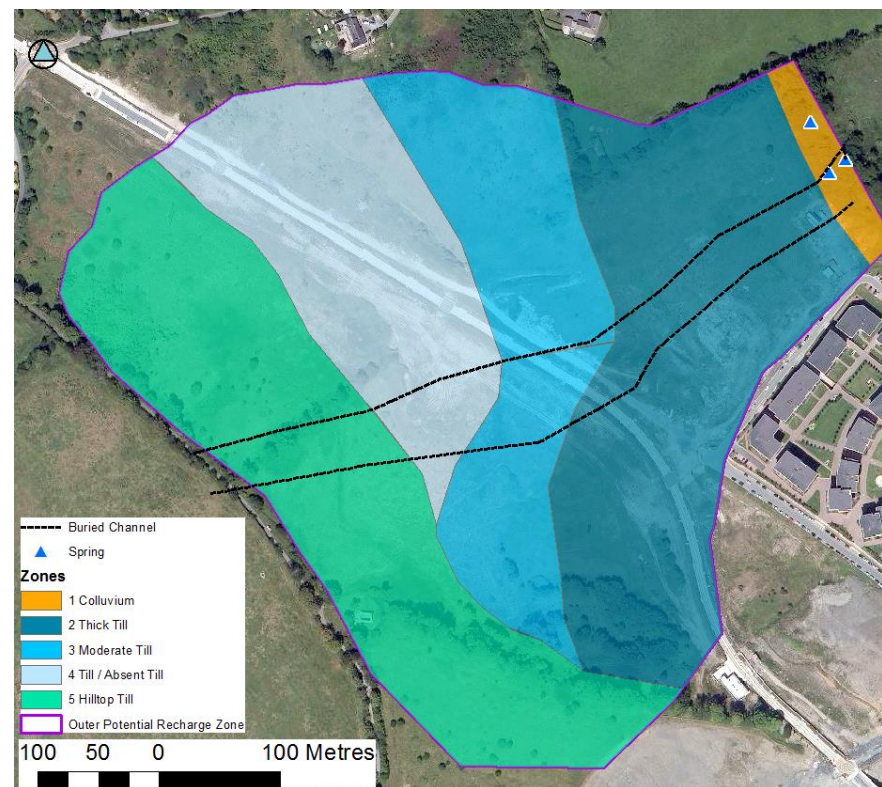 North
Buried Channel
Spring
Zones
1 Colluvium
2 Thick Till
3 Moderate Till
4 Till / Absent Till
5 Hilltop Till
Outer Potential Recharge Zone
100 50 0 100 Metres